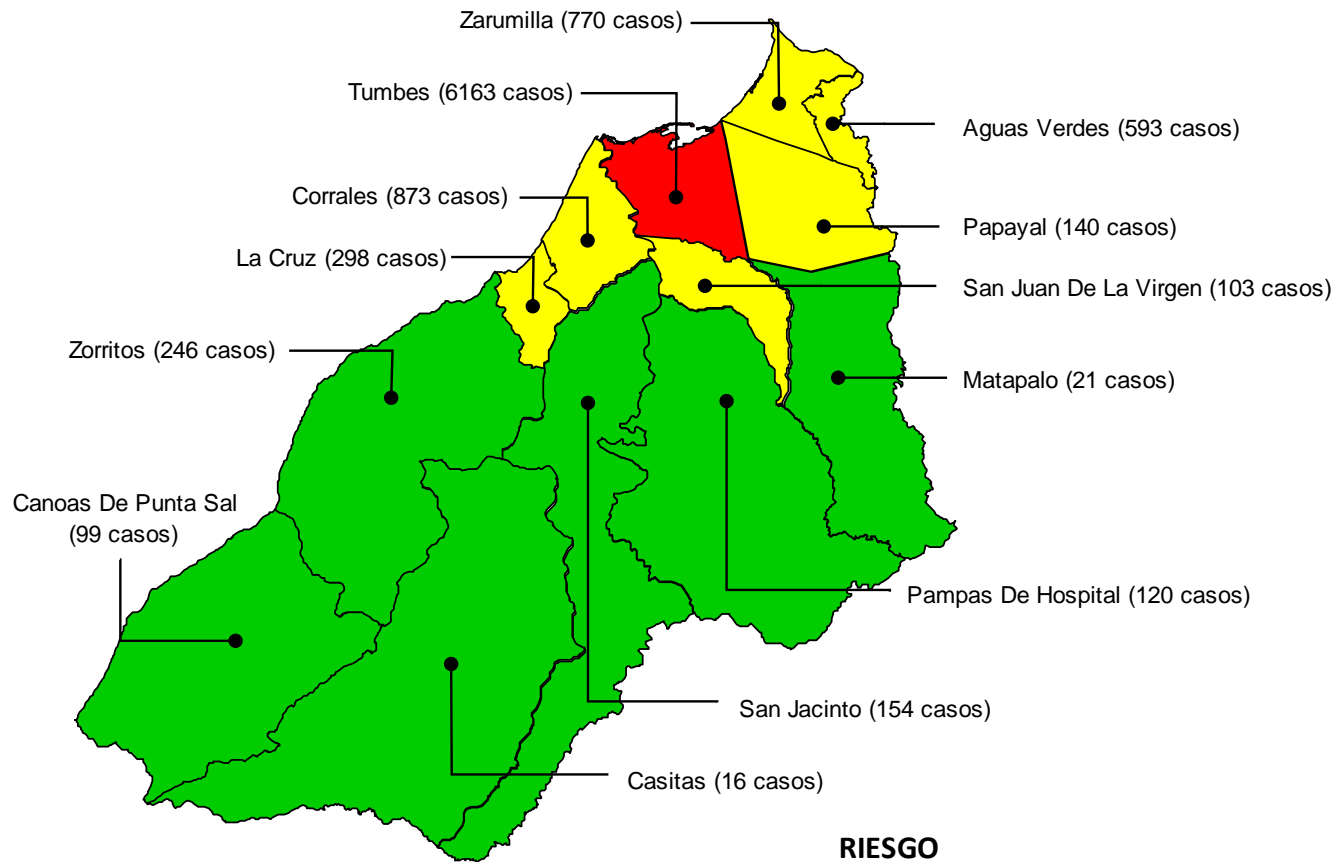 Zarumilla (770 casos)
Tumbes (6163 casos)
Aguas Verdes (593 casos)
Corrales (873 casos)
Papayal (140 casos)
La Cruz (298 casos)
San Juan De La Virgen (103 casos)
Zorritos (246 casos)
Matapalo (21 casos)
Canoas De Punta Sal
(99 casos)
Pampas De Hospital (120 casos)
San Jacinto (154 casos)
Casitas (16 casos)
RIESGO